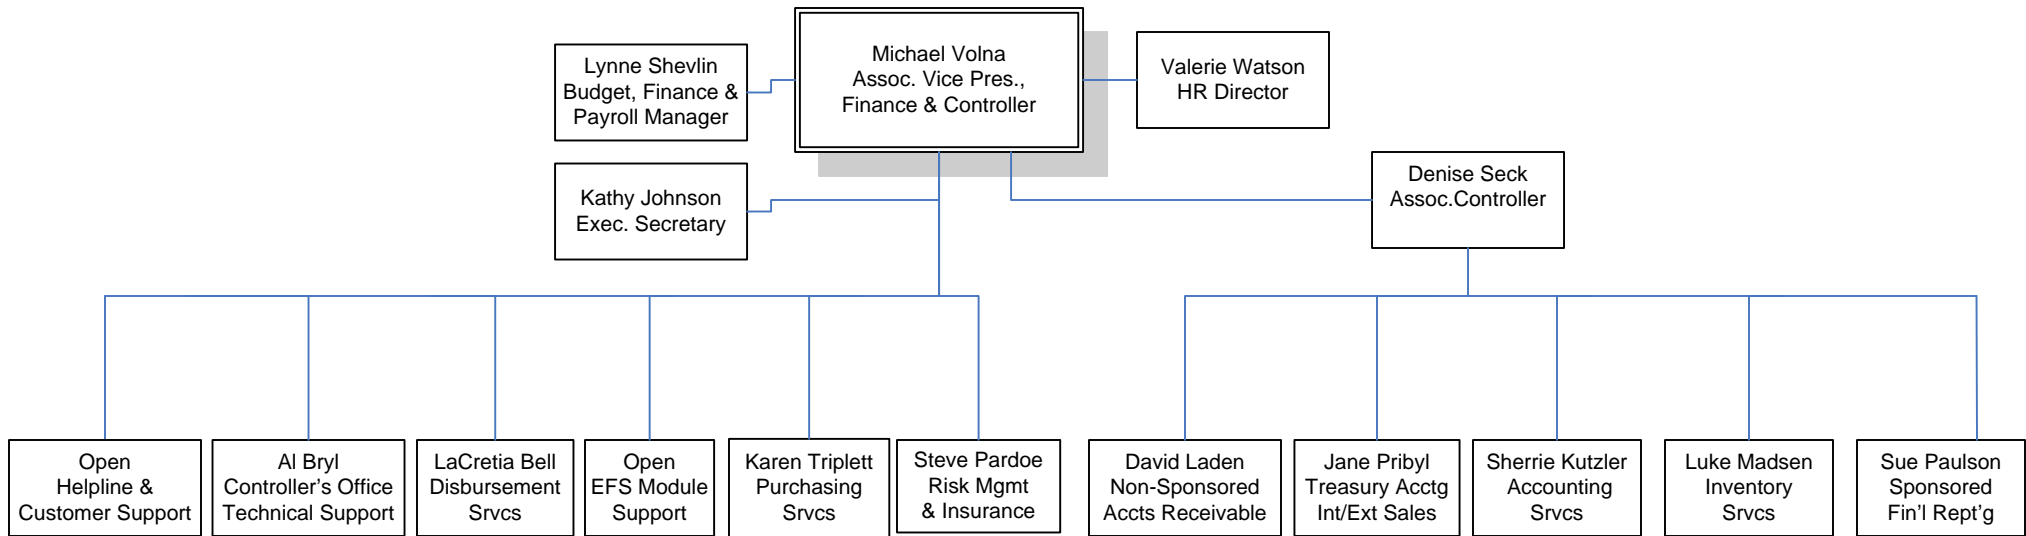 Michael Volna
Assoc. Vice Pres.,
Finance & Controller
Lynne Shevlin
Budget, Finance &
Payroll Manager
Valerie Watson
HR Director
Kathy Johnson
Exec. Secretary
Denise Seck
Assoc.Controller
Open
Helpline &
Customer Support
Al Bryl
Controller’s Office
Technical Support
LaCretia Bell
Disbursement
Srvcs
Open
EFS Module
Support
Karen Triplett
Purchasing
Srvcs
Steve Pardoe
Risk Mgmt
& Insurance
David Laden
Non-Sponsored
Accts Receivable
Jane Pribyl
Treasury Acctg
Int/Ext Sales
Sherrie Kutzler
Accounting
Srvcs
Luke Madsen
Inventory
Srvcs
Sue Paulson
Sponsored
Fin’l Rept’g